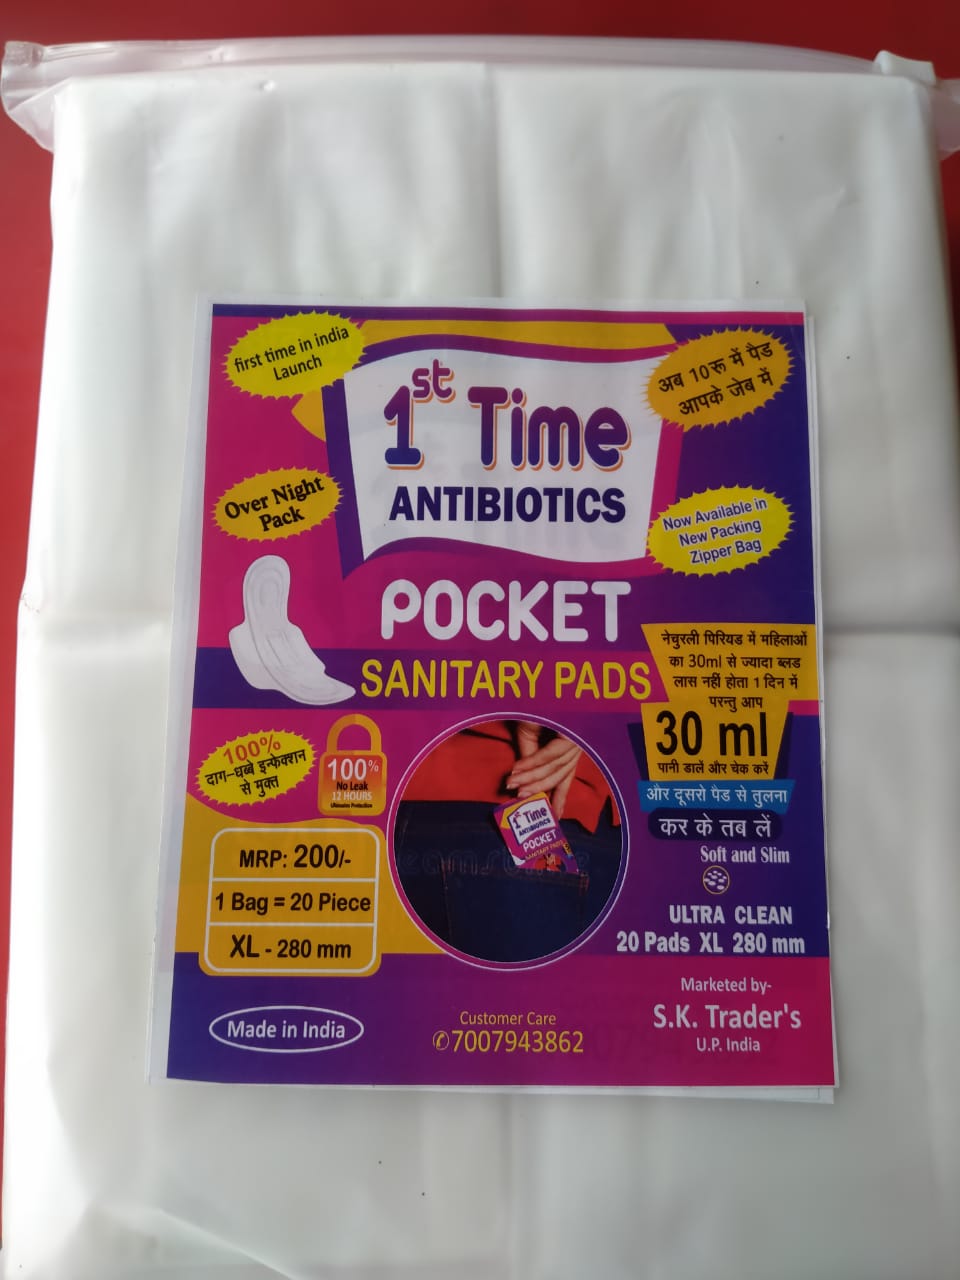 first time in india
Launch
अब 10रू में पैड
आपके जेब में
1st Time
ANTIBIOTICS
Over Night
Pack
Now Available in
New Packing
Zipper Bag
POCKET
SANITARY PADS
नेचुरली पिरियड में महिलाओं
का 30ml से ज्यादा ब्लड
लास नहीं होता 1 दिन में
परन्तु आप
30 ml
पानी डालें और चेक करें
और दूसरो पेड से तुलना
कर के तब लें
100%
दाग-धब्बे इन्फेक्शन
से मुक्त
100%
No Leak
12 HOURS
Ultimate Protection
1st Time
ANTIBIOTICS
POCKET
SANITARY PADS
MRP: 200/-
1 Bag = 20 Piece
XL - 280 mm
Soft and Slim
ULTRA CLEAN
20 Pads XL 280 mm
Marketed by-
S.K. Trader's
U.P. India
Made in India
Customer Care
✆7007943862